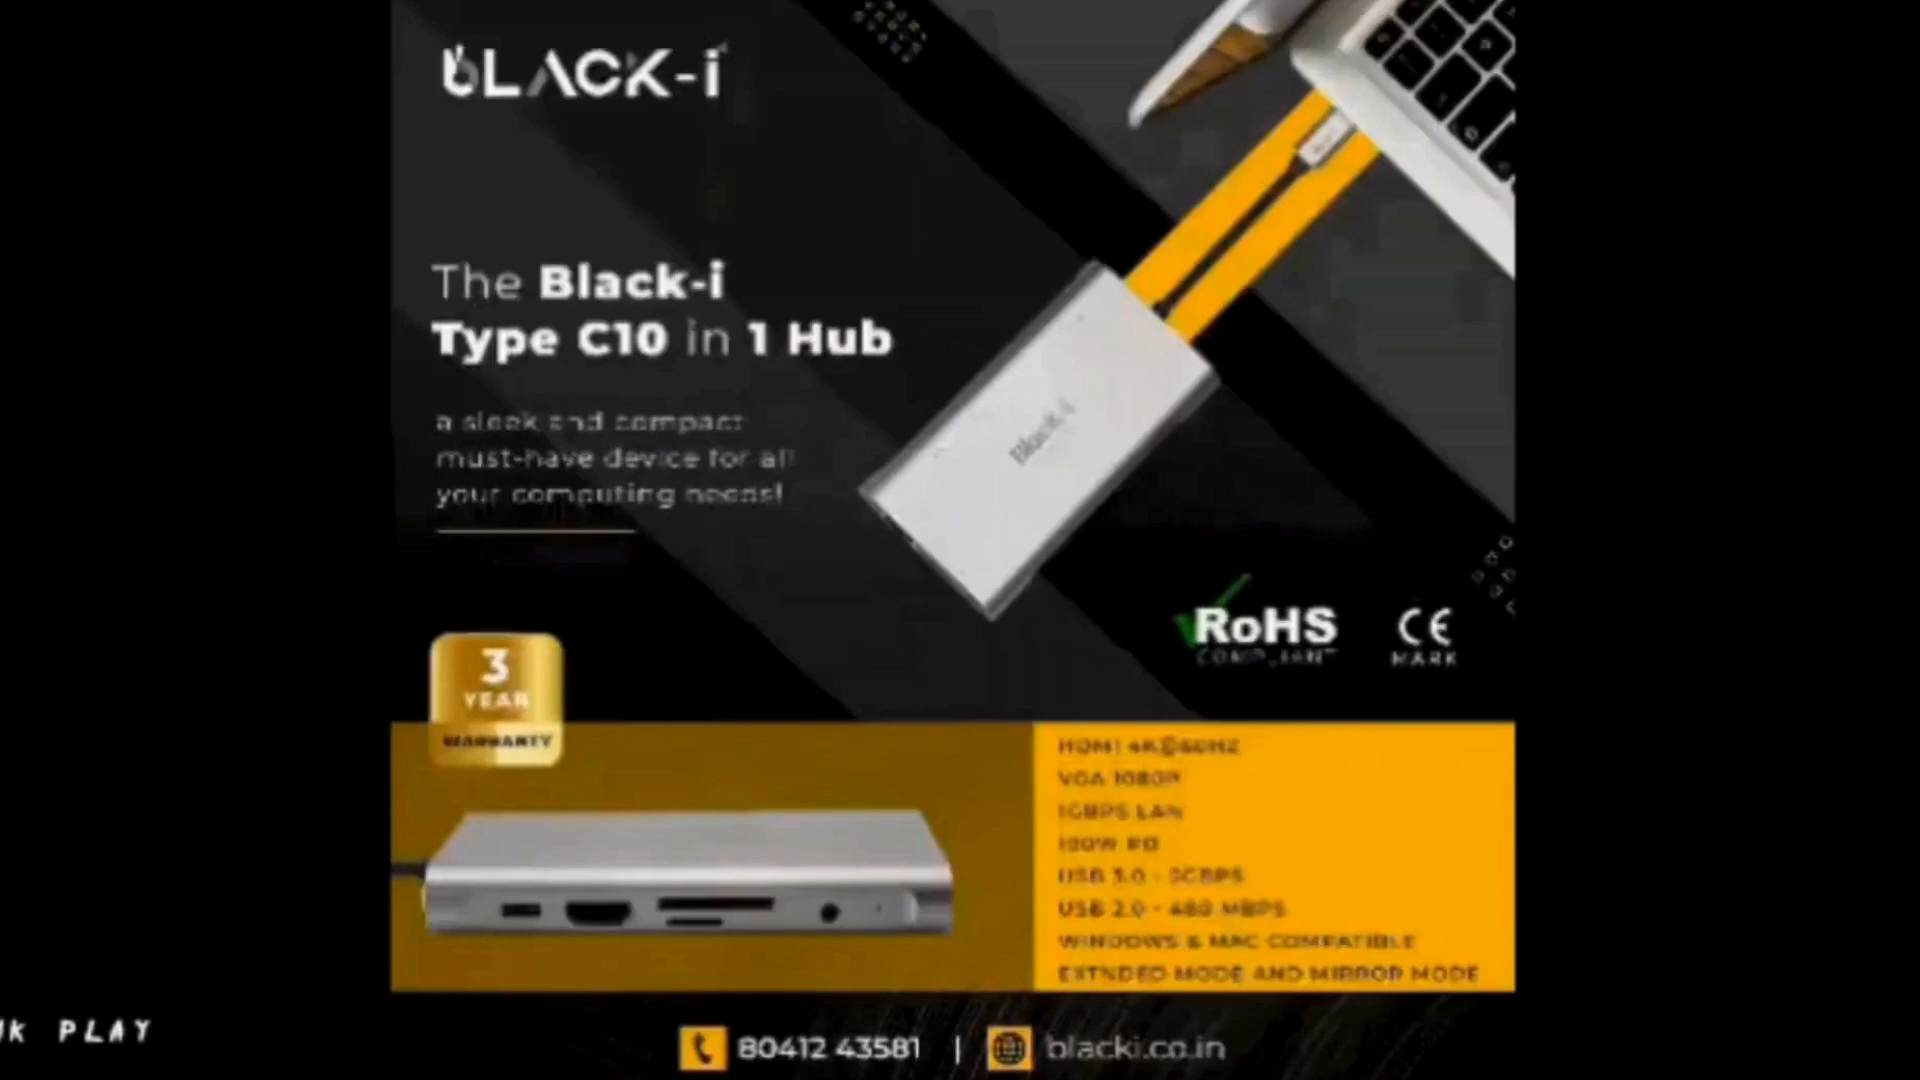 bLACK-i
The Black-i
Type C10 in 1 Hub
a sleek and compact
must-have device for all
your computing needs!
Black-i
RoHS
COMPLIANT
CE
MARK
3
YEAR
WARRANTY
HDMI 4K@60HZ
VGA 1080P
1GBPS LAN
100W PD
USB 3.0 - 5GBPS
USB 2.0 - 480 MBPS
WINDOWS & MAC COMPATIBLE
EXTNDED MODE AND MIRROR MODE
PLAY
80412 43581 | blacki.co.in